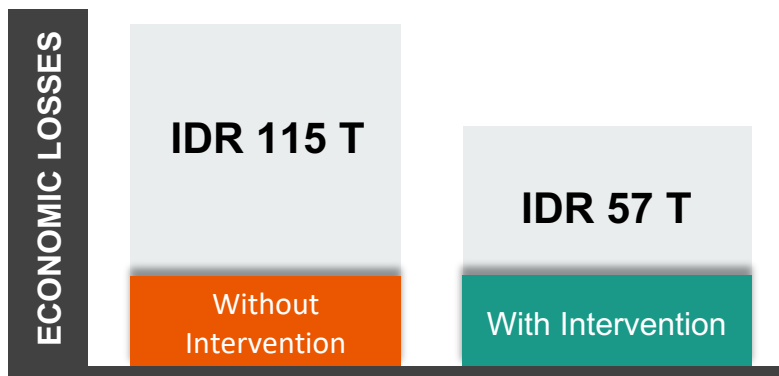 ECONOMIC LOSSES
IDR 115 T
Without
Intervention
IDR 57 T
With Intervention